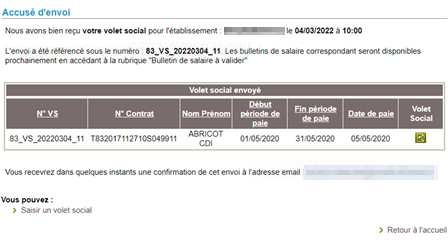 Accusé d'envoi
Nous avons bien reçu votre volet social pour l'établissement : le 04/03/2022 à 10:00
L'envoi a été référencé sous le numéro : 83_VS_20220304_11. Les bulletins de salaire correspondant seront disponibles
prochainement en accédant à la rubrique "Bulletin de salaire à valider"
Volet social envoyé
N° VS N° Contrat Nom Prénom Début période de paie Fin période de paie Date de paie Volet Social
83_VS_20220304_11 T832017112710S049911 ABRICOT CDI 01/05/2020 31/05/2020 05/05/2020
Vous recevrez dans quelques instants une confirmation de cet envoi à l'adresse email
Vous pouvez :
Saisir un volet social
Retour à l'accueil